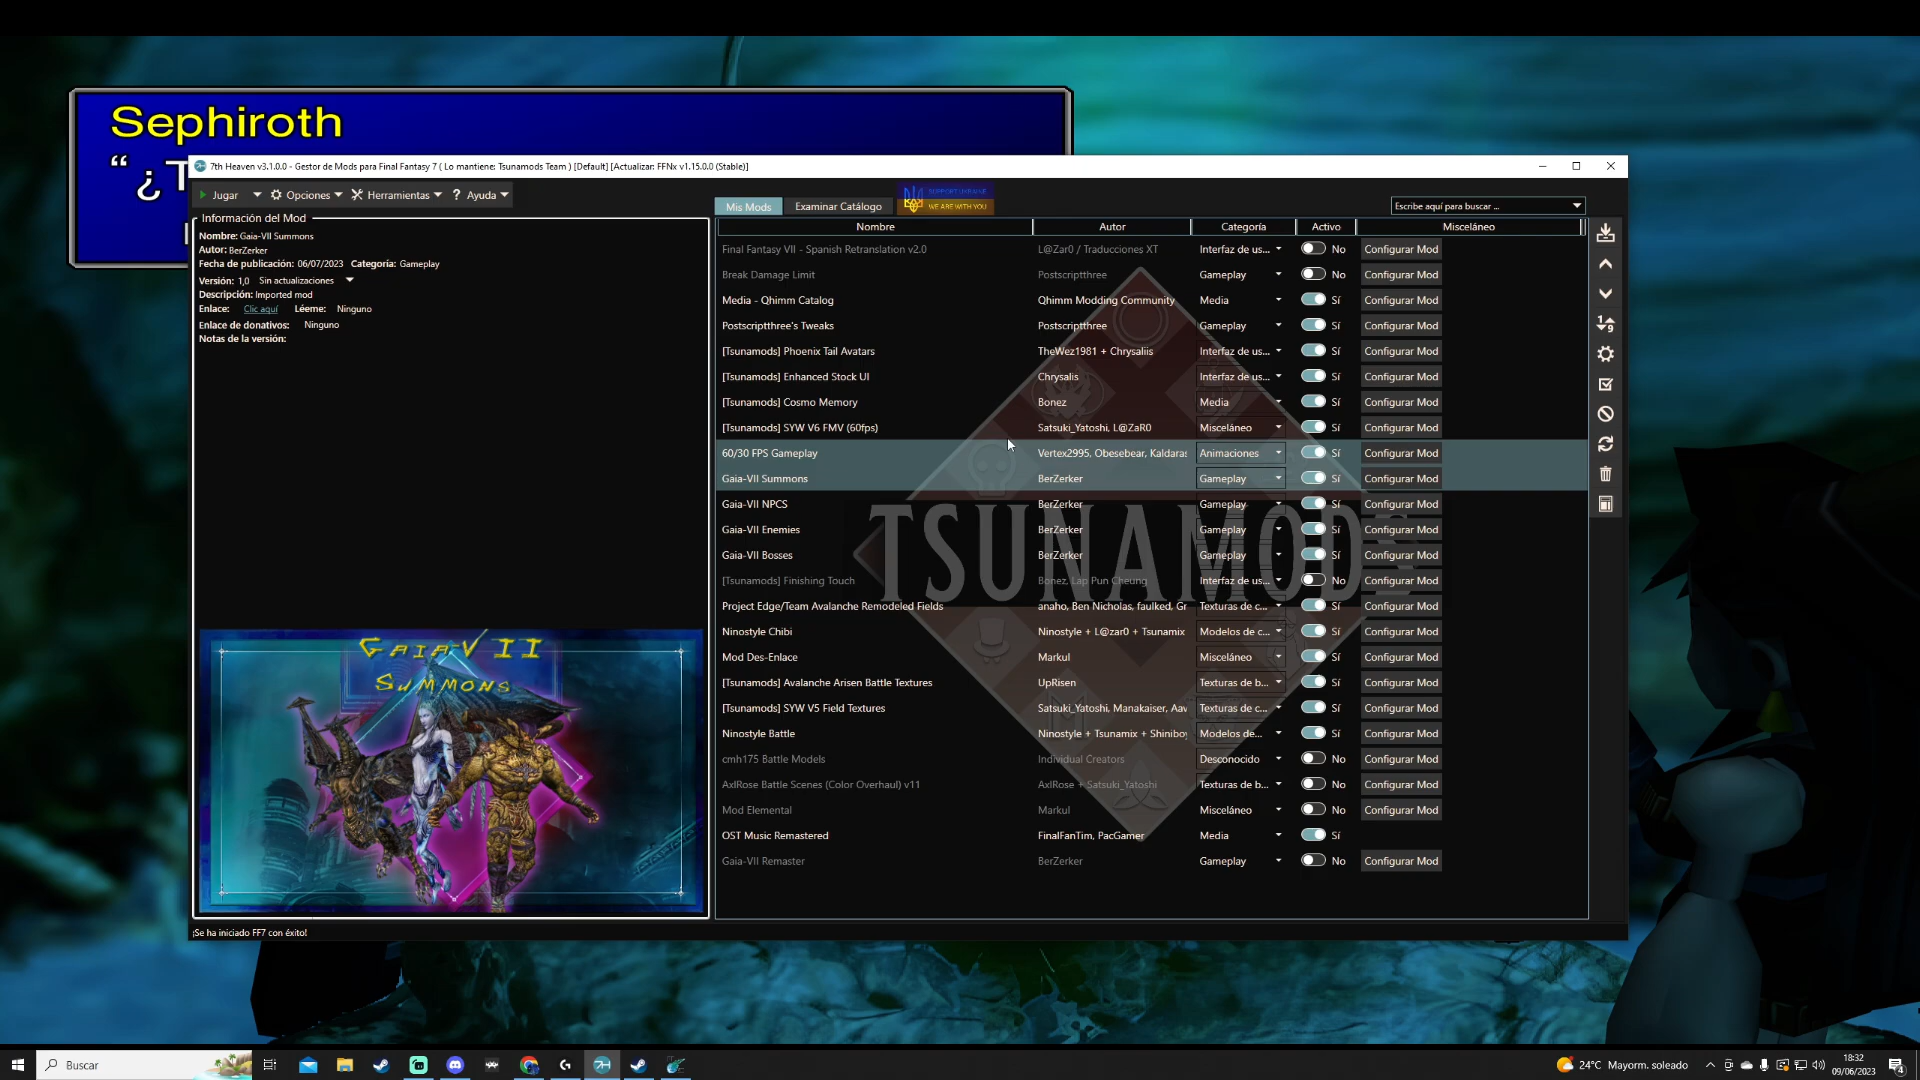 Sephiroth
“¿T
7th Heaven v3.1.0.0 - Gestor de Mods para Final Fantasy 7 ( Lo mantiene: Tsunamods Team ) [Default] [Actualizar: FFNx v1.15.0.0 (Stable)]
Jugar Opciones Herramientas ? Ayuda
Mis Mods Examinar Catálogo SUPPORT UKRAINE WE ARE WITH YOU Escribe aquí para buscar ...
Información del Mod
Nombre: Gaia-VII Summons
Autor: BerZerker
Fecha de publicación: 06/07/2023 Categoría: Gameplay
Versión: 1,0 Sin actualizaciones
Descripción: Imported mod
Enlace: Clic aquí Léeme: Ninguno
Enlace de donativos: Ninguno
Notas de la versión:
GAIA-VII
SUMMONS
Nombre Autor Categoría Activo Misceláneo
Final Fantasy VII - Spanish Retranslation v2.0 L@Zar0 / Traducciones XT Interfaz de us... No Configurar Mod
Break Damage Limit Postscriptthree Gameplay No Configurar Mod
Media - Qhimm Catalog Qhimm Modding Community Media Sí Configurar Mod
Postscriptthree's Tweaks Postscriptthree Gameplay Sí Configurar Mod
[Tsunamods] Phoenix Tail Avatars TheWez1981 + Chrysaliis Interfaz de us... Sí Configurar Mod
[Tsunamods] Enhanced Stock UI Chrysalis Interfaz de us... Sí Configurar Mod
[Tsunamods] Cosmo Memory Bonez Media Sí Configurar Mod
[Tsunamods] SYW V6 FMV (60fps) Satsuki_Yatoshi, L@ZaR0 Misceláneo Sí Configurar Mod
60/30 FPS Gameplay Vertex2995, Obesebear, Kaldaras Animaciones Sí Configurar Mod
Gaia-VII Summons BerZerker Gameplay Sí Configurar Mod
Gaia-VII NPCS BerZerker Gameplay Sí Configurar Mod
Gaia-VII Enemies BerZerker Gameplay Sí Configurar Mod
Gaia-VII Bosses BerZerker Gameplay Sí Configurar Mod
[Tsunamods] Finishing Touch Bonez, Lap Pun Cheung Interfaz de us... No Configurar Mod
Project Edge/Team Avalanche Remodeled Fields anaho, Ben Nicholas, faulked, Gr Texturas de c... Sí Configurar Mod
Ninostyle Chibi Ninostyle + L@zar0 + Tsunamix Modelos de c... Sí Configurar Mod
Mod Des-Enlace Markul Misceláneo Sí Configurar Mod
[Tsunamods] Avalanche Arisen Battle Textures UpRisen Texturas de b... Sí Configurar Mod
[Tsunamods] SYW V5 Field Textures Satsuki_Yatoshi, Manakaiser, Aav Texturas de c... Sí Configurar Mod
Ninostyle Battle Ninostyle + Tsunamix + Shiniboy Modelos de... Sí Configurar Mod
cmh175 Battle Models Individual Creators Desconocido No Configurar Mod
AxlRose Battle Scenes (Color Overhaul) v11 AxlRose + Satsuki_Yatoshi Texturas de b... No Configurar Mod
Mod Elemental Markul Misceláneo No Configurar Mod
OST Music Remastered FinalFanTim, PacGamer Media Sí
Gaia-VII Remaster BerZerker Gameplay No Configurar Mod
TSUNAMODS
¡Se ha iniciado FF7 con éxito!
Buscar 24°C Mayorm. soleado 18:32
09/06/2023 4